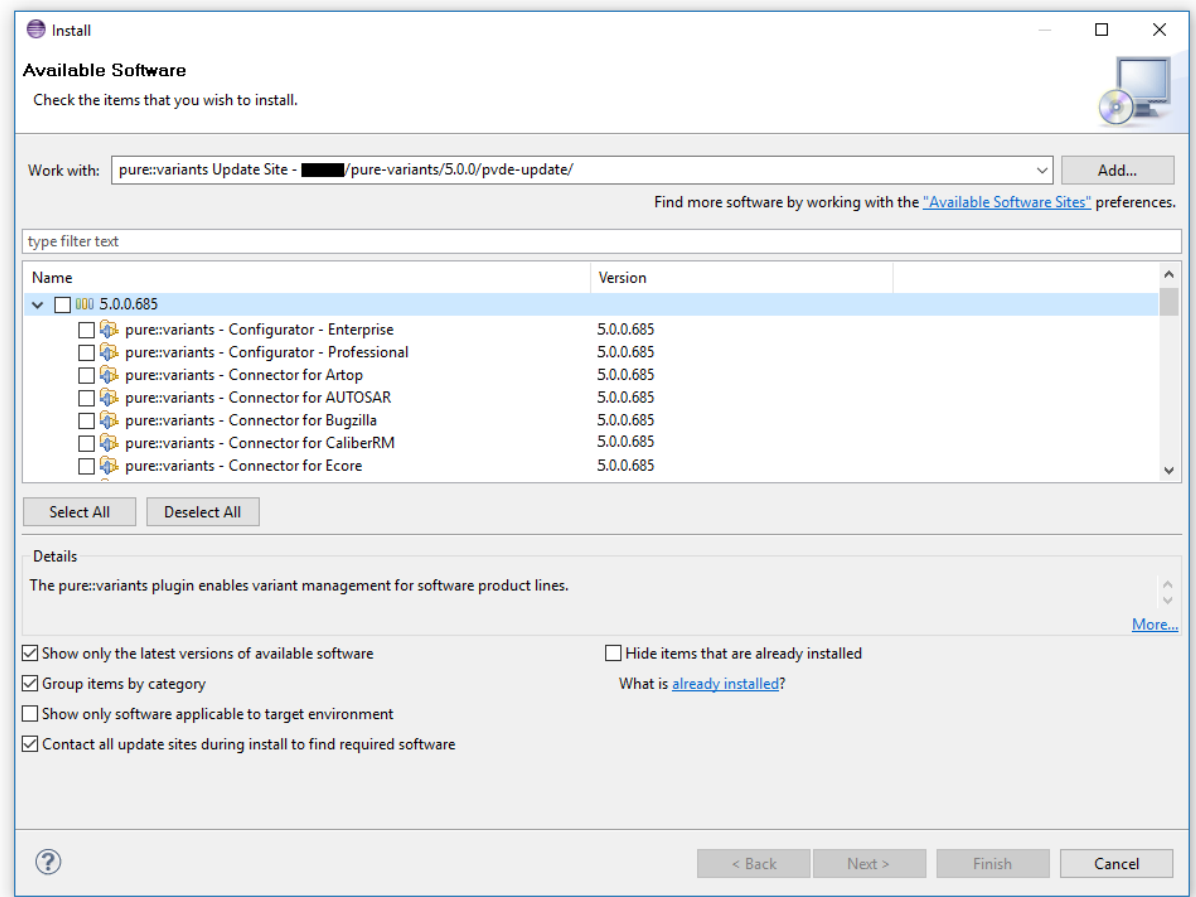 Install
Available Software
Check the items that you wish to install.
Work with: pure::variants Update Site - /pure-variants/5.0.0/pvde-update/ Add...
Find more software by working with the "Available Software Sites" preferences.
type filter text
Name Version
5.0.0.685
pure::variants - Configurator - Enterprise 5.0.0.685
pure::variants - Configurator - Professional 5.0.0.685
pure::variants - Connector for Artop 5.0.0.685
pure::variants - Connector for AUTOSAR 5.0.0.685
pure::variants - Connector for Bugzilla 5.0.0.685
pure::variants - Connector for CaliberRM 5.0.0.685
pure::variants - Connector for Ecore 5.0.0.685
Select All Deselect All
Details
The pure::variants plugin enables variant management for software product lines.
More...
Show only the latest versions of available software Hide items that are already installed
Group items by category What is already installed?
Show only software applicable to target environment
Contact all update sites during install to find required software
? < Back Next > Finish Cancel